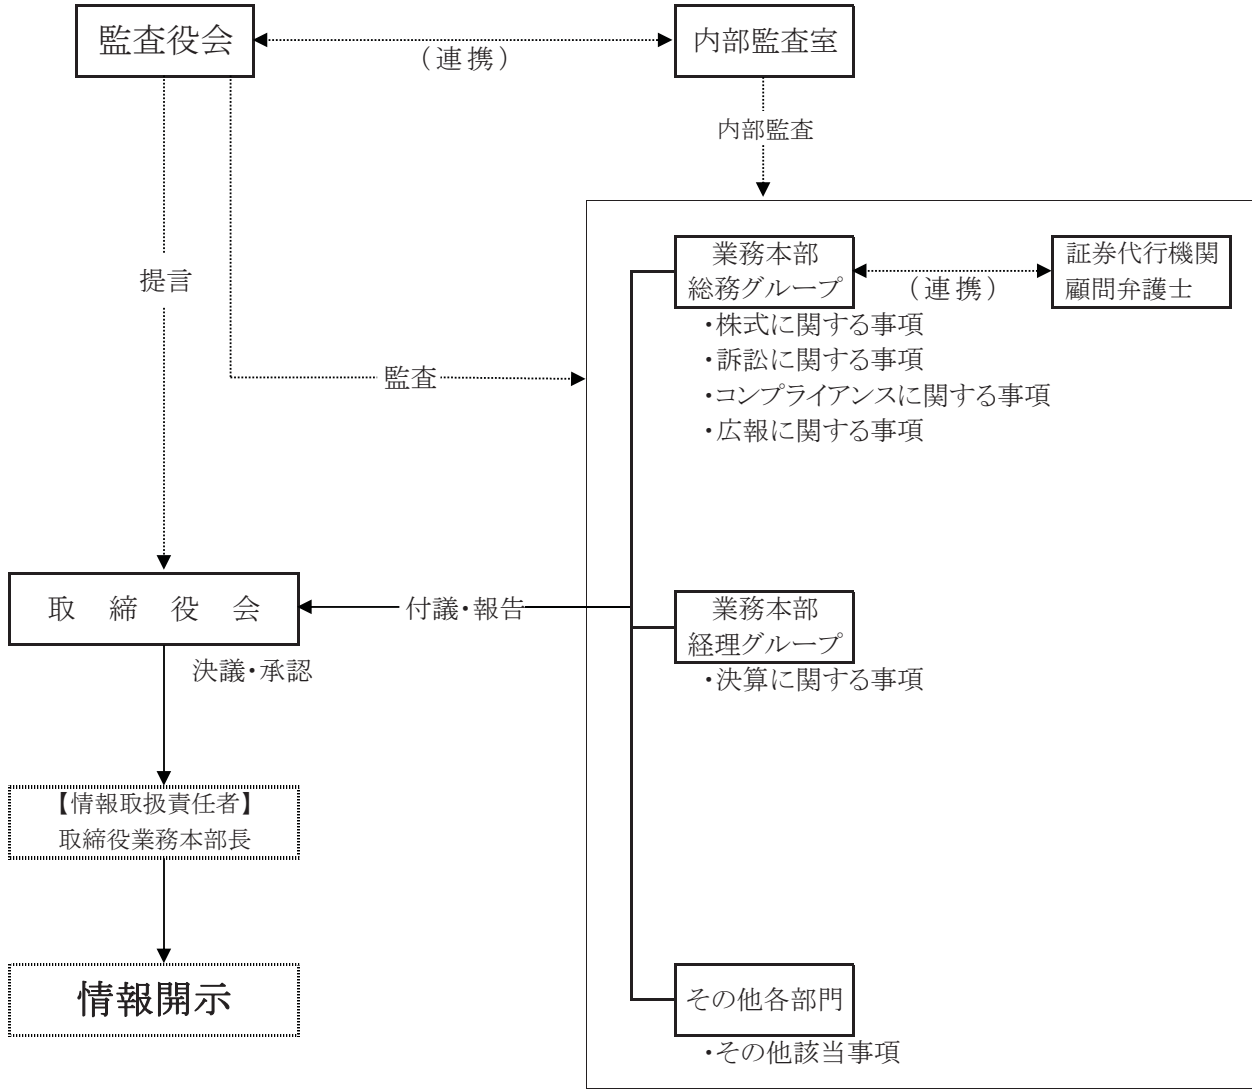 監査役会
（連携）
内部監査室
内部監査
提言
監査
業務本部
総務グループ
（連携）
証券代行機関
顧問弁護士
・株式に関する事項
・訴訟に関する事項
・コンプライアンスに関する事項
・広報に関する事項
取締役会
付議・報告
業務本部
経理グループ
・決算に関する事項
決議・承認
【情報取扱責任者】
取締役業務本部長
情報開示
その他各部門
・その他該当事項